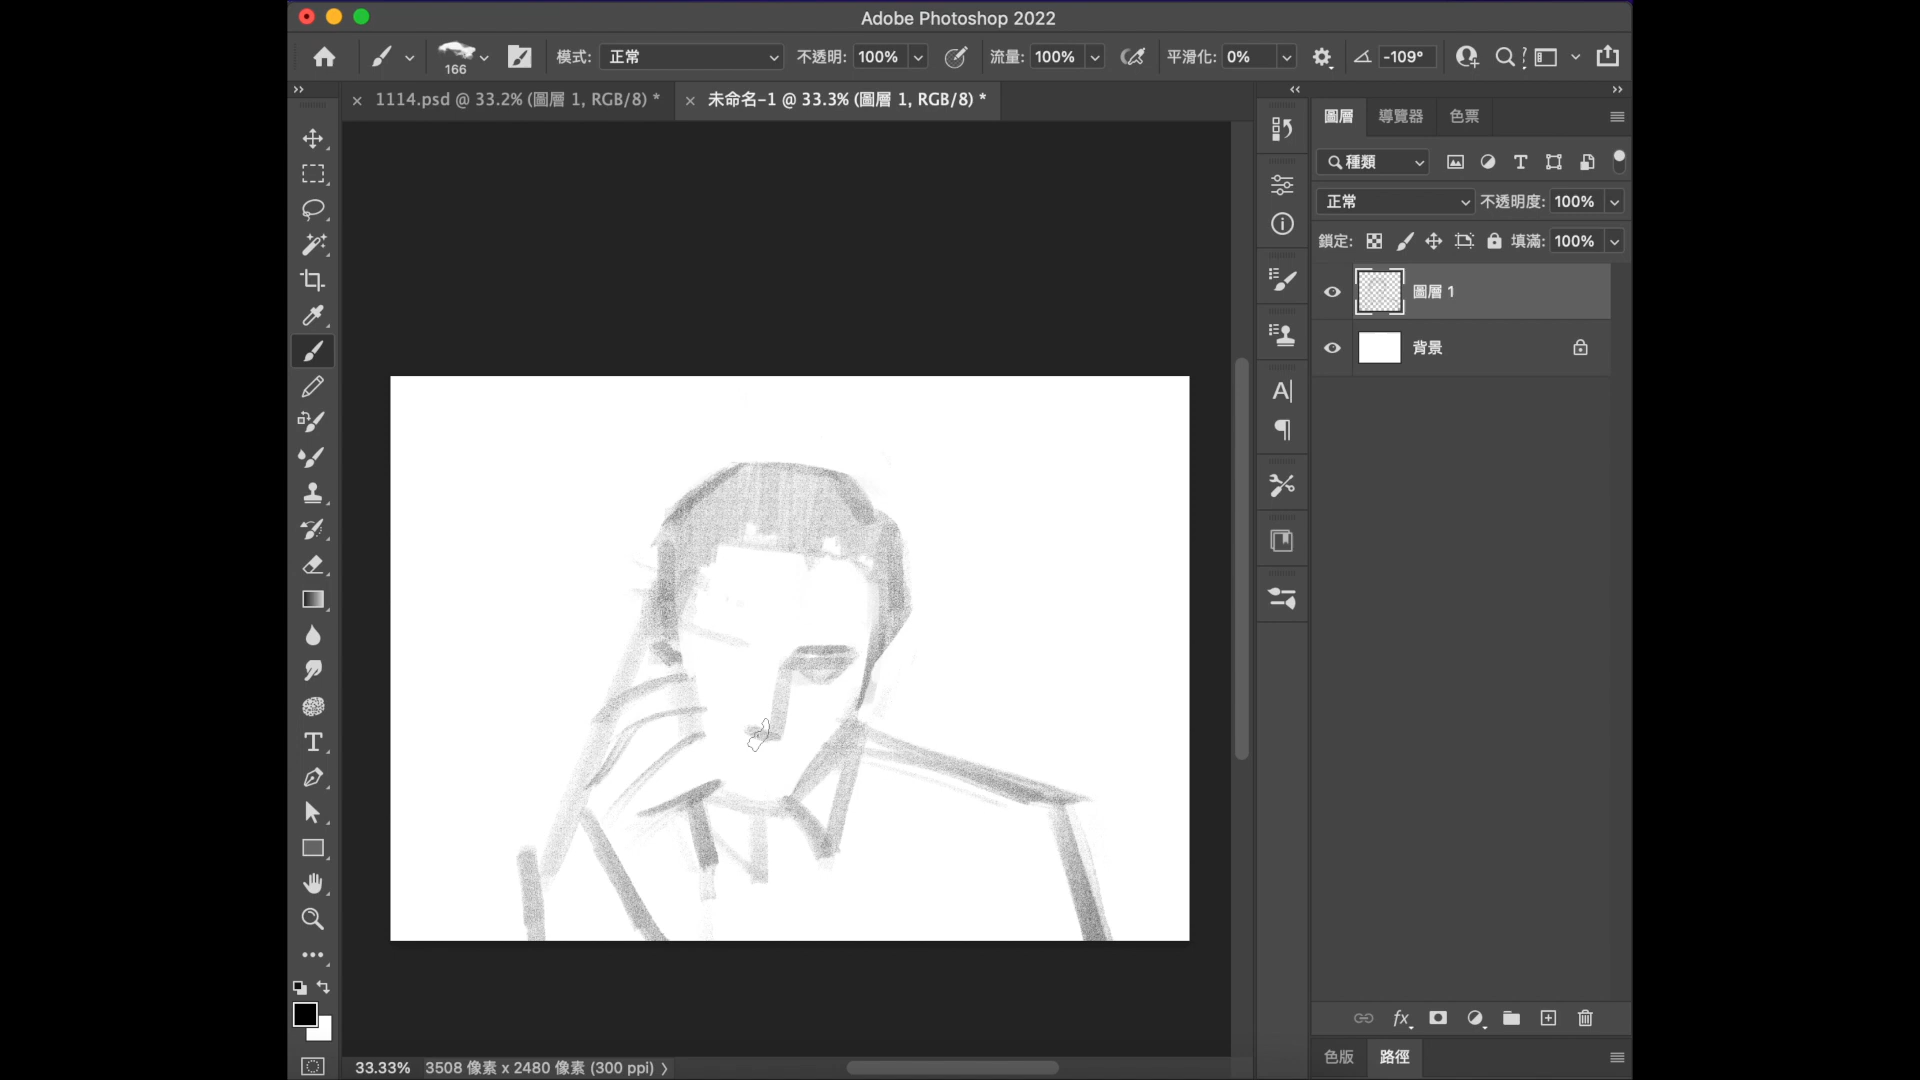 Adobe Photoshop 2022
166
模式: 正常 不透明: 100% 流量: 100% 平滑化: 0% -109°
1114.psd @ 33.2% (圖層 1, RGB/8) *
未命名-1 @ 33.3% (圖層 1, RGB/8) *
圖層 導覽器 色票
種類
正常 不透明度: 100%
鎖定: 填滿: 100%
圖層 1
背景
fx
色版 路徑
33.33% 3508 像素 x 2480 像素 (300 ppi)